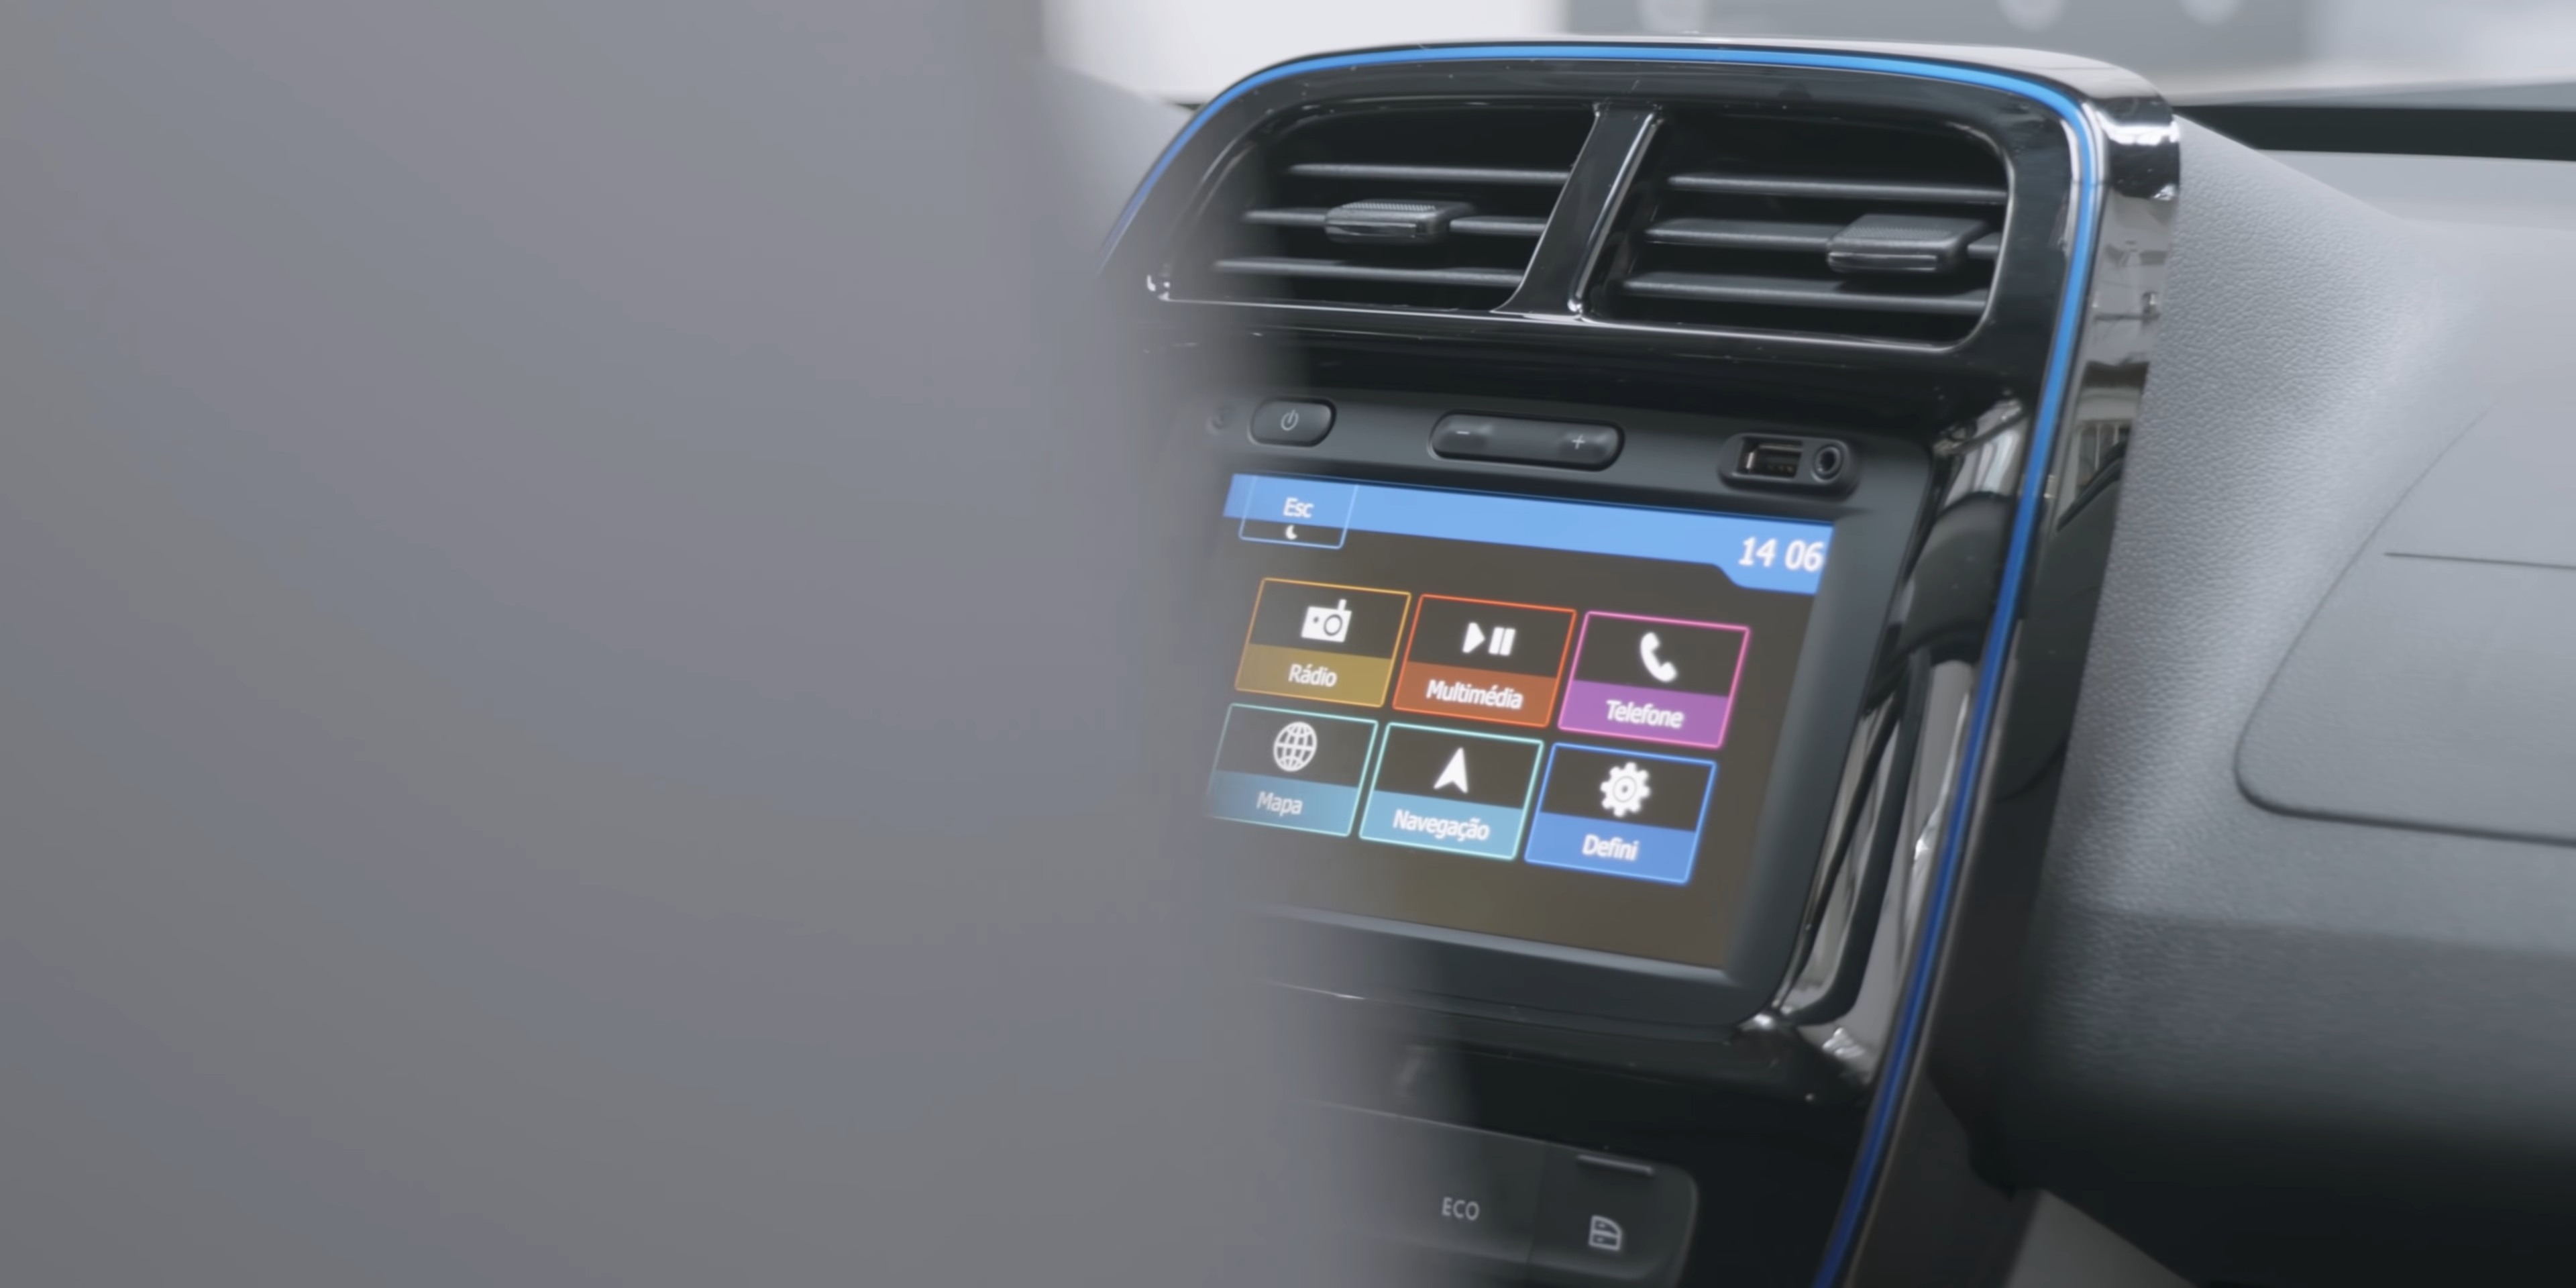 Esc
14 06
Rádio
Multimédia
Telefone
Mapa
Navegação
Defini
ECO